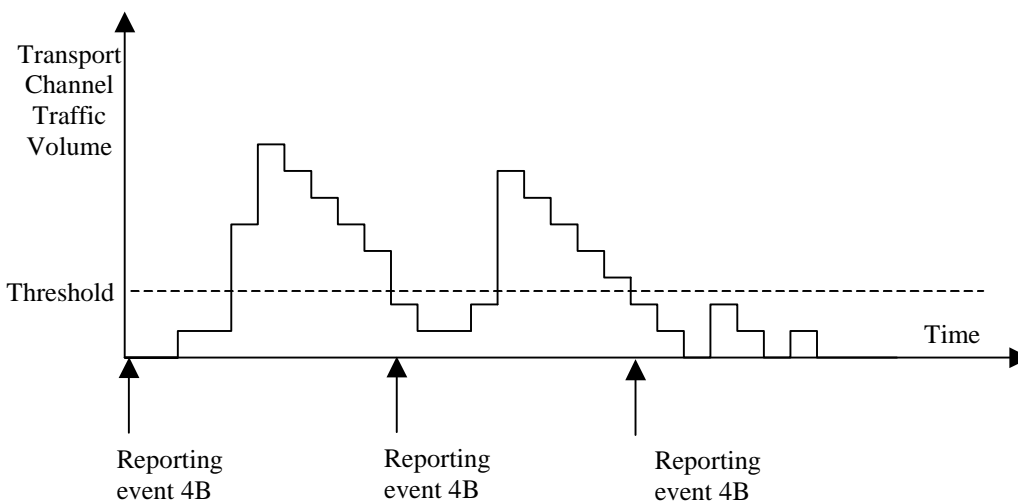 Transport
Channel
Traffic
Volume
Threshold
Time
Reporting
event 4B
Reporting
event 4B
Reporting
event 4B